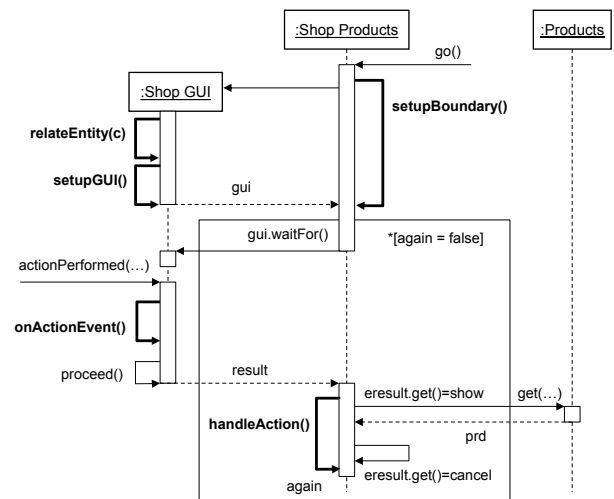 :Shop Products
:Products
go()
:Shop GUI
setupBoundary()
relateEntity(c)
setupGUI()
gui
gui.waitFor()
*[again = false]
actionPerformed(…)
onActionEvent()
proceed()
result
eresult.get()=show
get(…)
handleAction()
prd
again
eresult.get()=cancel